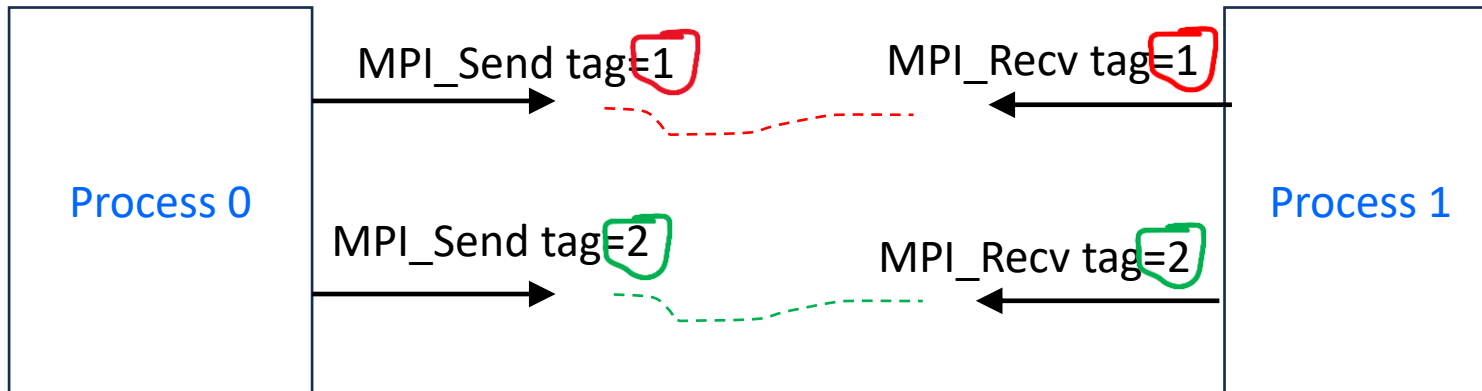 MPI_Send tag=1
MPI_Recv tag=1
Process 0
Process 1
MPI_Send tag=2
MPI_Recv tag=2